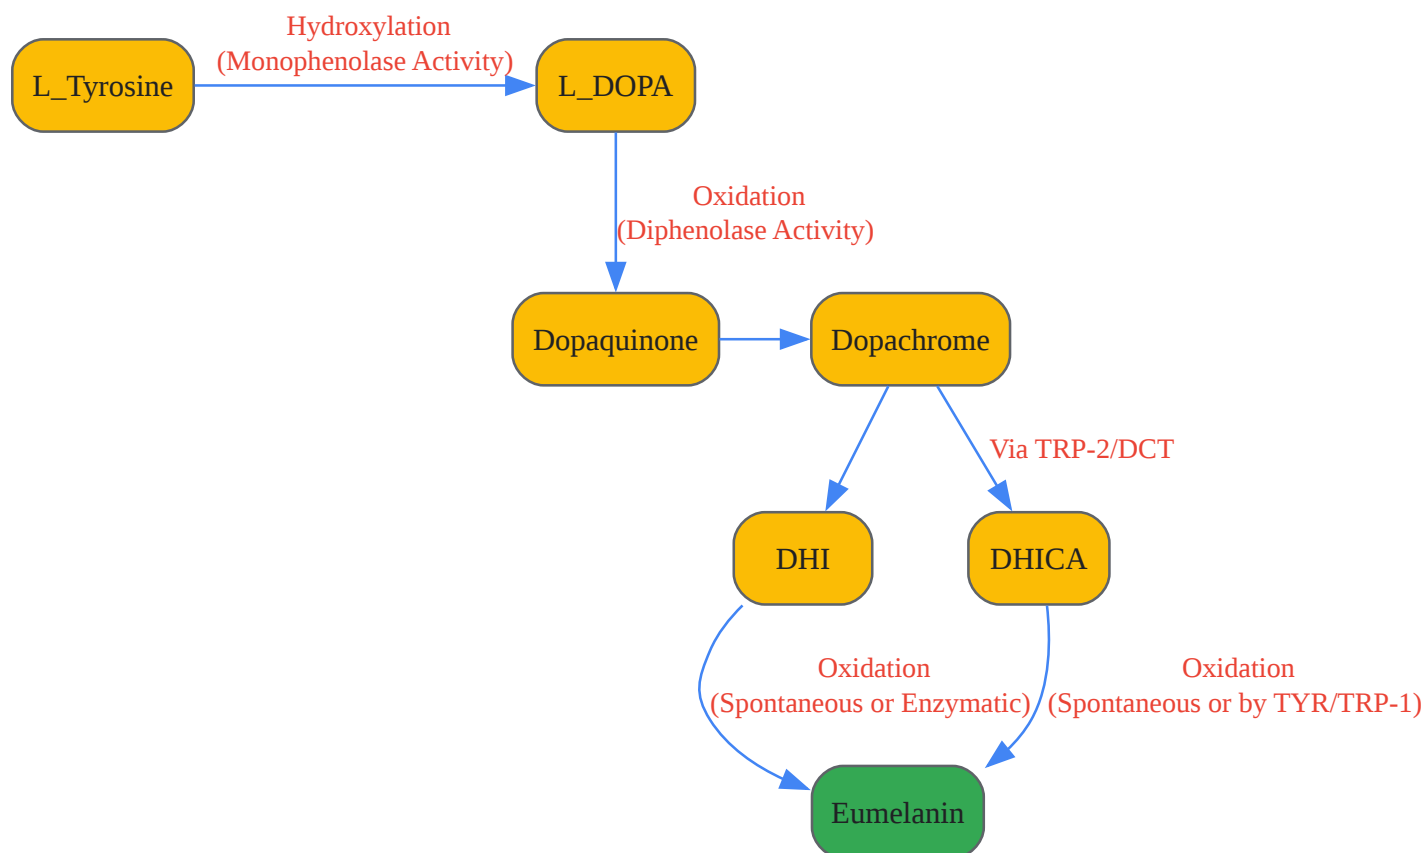 Hydroxylation
(Monophenolase Activity)
L_Tyrosine
L_DOPA
Oxidation
(Diphenolase Activity)
Dopaquinone
Dopachrome
Via TRP-2/DCT
DHI
DHICA
Oxidation
(Spontaneous or Enzymatic)
Oxidation
(Spontaneous or by TYR/TRP-1)
Eumelanin